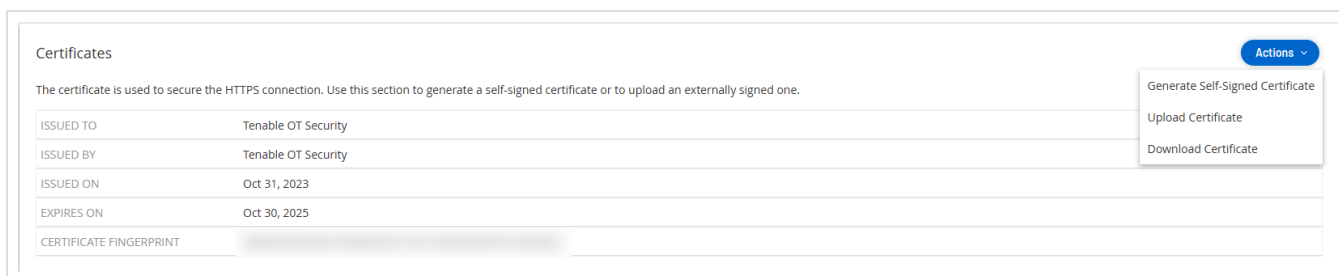 Certificates
Actions
The certificate is used to secure the HTTPS connection. Use this section to generate a self-signed certificate or to upload an externally signed one.
Generate Self-Signed Certificate
Upload Certificate
Download Certificate
ISSUED TO Tenable OT Security
ISSUED BY Tenable OT Security
ISSUED ON Oct 31, 2023
EXPIRES ON Oct 30, 2025
CERTIFICATE FINGERPRINT